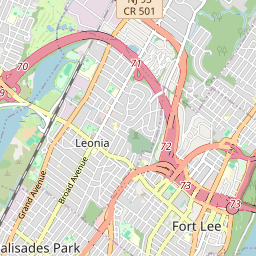 NJ 93
CR 501
70
71
Leonia
72
73
73
Grand Avenue
Broad Avenue
Fort Lee
alisades Park